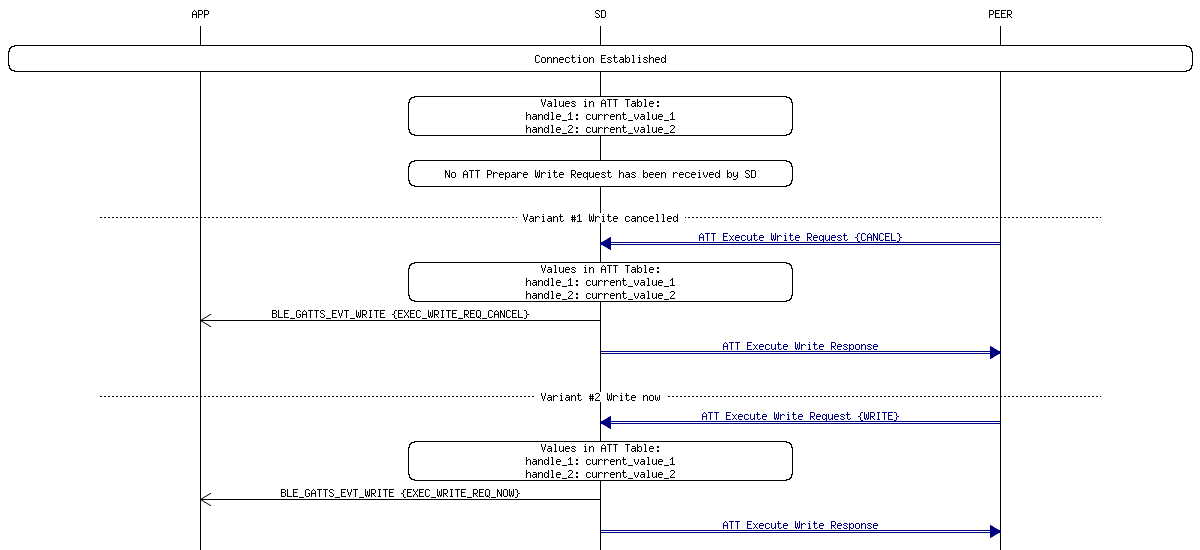 APP SD PEER
Connection Established
Values in ATT Table:
handle_1: current_value_1
handle_2: current_value_2
No ATT Prepare Write Request has been received by SD
Variant #1 Write cancelled
ATT Execute Write Request {CANCEL}
Values in ATT Table:
handle_1: current_value_1
handle_2: current_value_2
BLE_GATTS_EVT_WRITE {EXEC_WRITE_REQ_CANCEL}
ATT Execute Write Response
Variant #2 Write now
ATT Execute Write Request {WRITE}
Values in ATT Table:
handle_1: current_value_1
handle_2: current_value_2
BLE_GATTS_EVT_WRITE {EXEC_WRITE_REQ_NOW}
ATT Execute Write Response